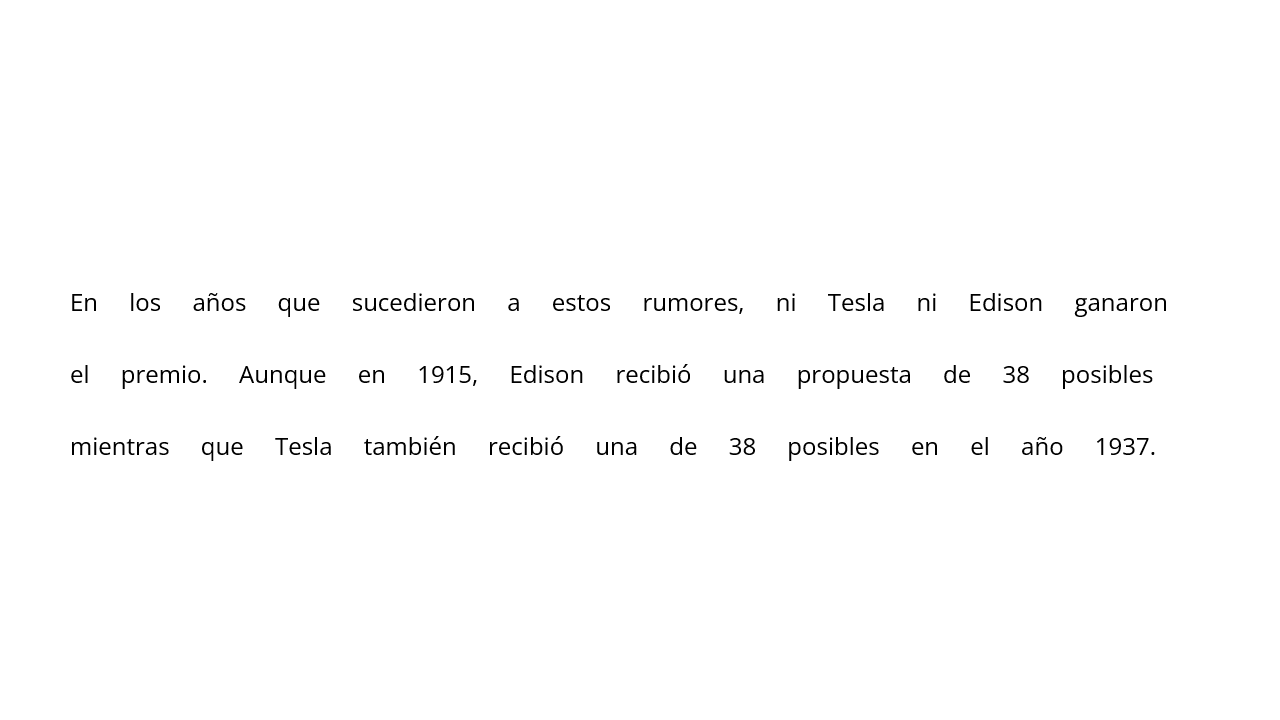 En los años que sucedieron a estos rumores, ni Tesla ni Edison ganaron
el premio. Aunque en 1915, Edison recibió una propuesta de 38 posibles
mientras que Tesla también recibió una de 38 posibles en el año 1937.